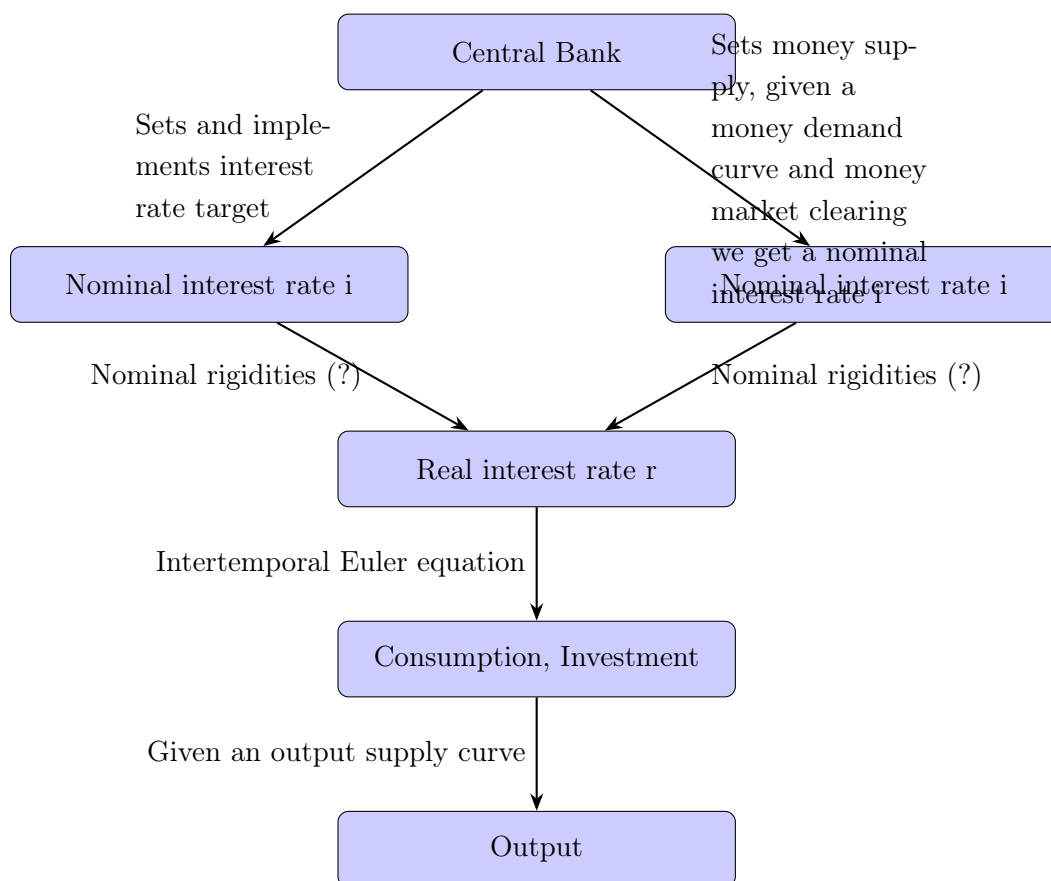 Central Bank
Sets and imple-
ments interest
rate target
Sets money sup-
ply, given a
money demand
curve and money
market clearing
we get a nominal
interest rate i
Nominal interest rate i
Nominal interest rate i
Nominal rigidities (?)
Nominal rigidities (?)
Real interest rate r
Intertemporal Euler equation
Consumption, Investment
Given an output supply curve
Output